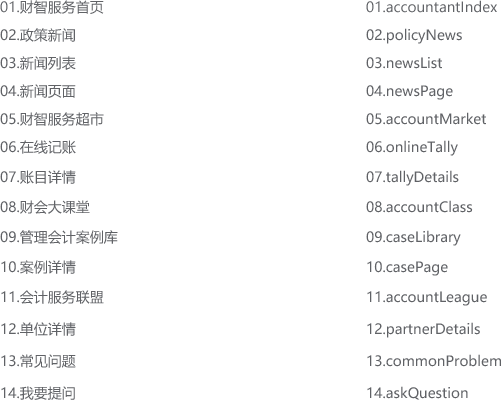 01.财智服务首页 01.accountantIndex
02.政策新闻 02.policyNews
03.新闻列表 03.newsList
04.新闻页面 04.newsPage
05.财智服务超市 05.accountMarket
06.在线记账 06.onlineTally
07.账目详情 07.tallyDetails
08.财会大课堂 08.accountClass
09.管理会计案例库 09.caseLibrary
10.案例详情 10.casePage
11.会计服务联盟 11.accountLeague
12.单位详情 12.partnerDetails
13.常见问题 13.commonProblem
14.我要提问 14.askQuestion